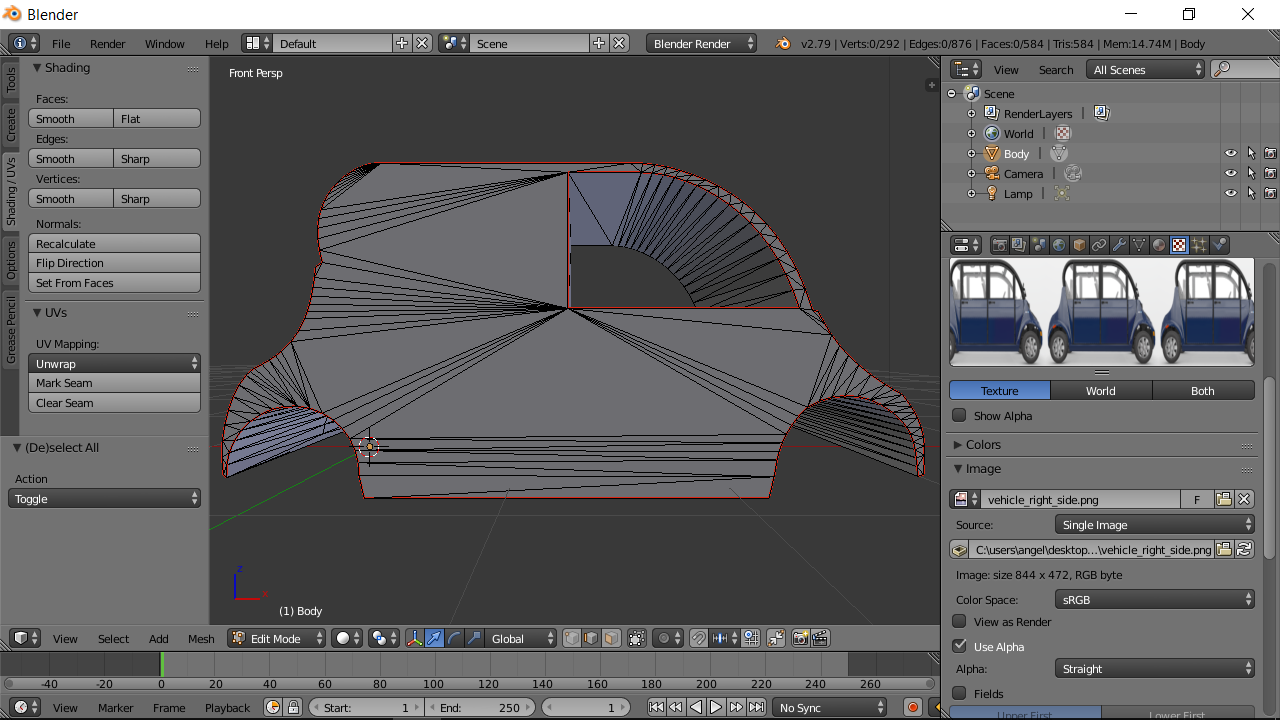 Blender
File Render Window Help Default Scene Blender Render v2.79 | Verts:0/292 | Edges:0/876 | Faces:0/584 | Tris:584 | Mem:14.74M | Body
Tools
Create
Shading / UVs
Options
Grease Pencil
Shading
Faces:
Smooth Flat
Edges:
Smooth Sharp
Vertices:
Smooth Sharp
Normals:
Recalculate
Flip Direction
Set From Faces
UVs
UV Mapping:
Unwrap
Mark Seam
Clear Seam
(De)select All
Action
Toggle
Front Persp
z
x
(1) Body
View Select Add Mesh Edit Mode Global
-40 -20 0 20 40 60 80 100 120 140 160 180 200 220 240 260
View Marker Frame Playback Start: 1 End: 250 1 No Sync
View Search All Scenes
Scene
RenderLayers |
World |
Body |
Camera |
Lamp |
Texture World Both
Show Alpha
Colors
Image
vehicle_right_side.png F
Source: Single Image
C:\users\angel\desktop...\vehicle_right_side.png
Image: size 844 x 472, RGB byte
Color Space: sRGB
View as Render
Use Alpha
Alpha: Straight
Fields
Upper First Lower First